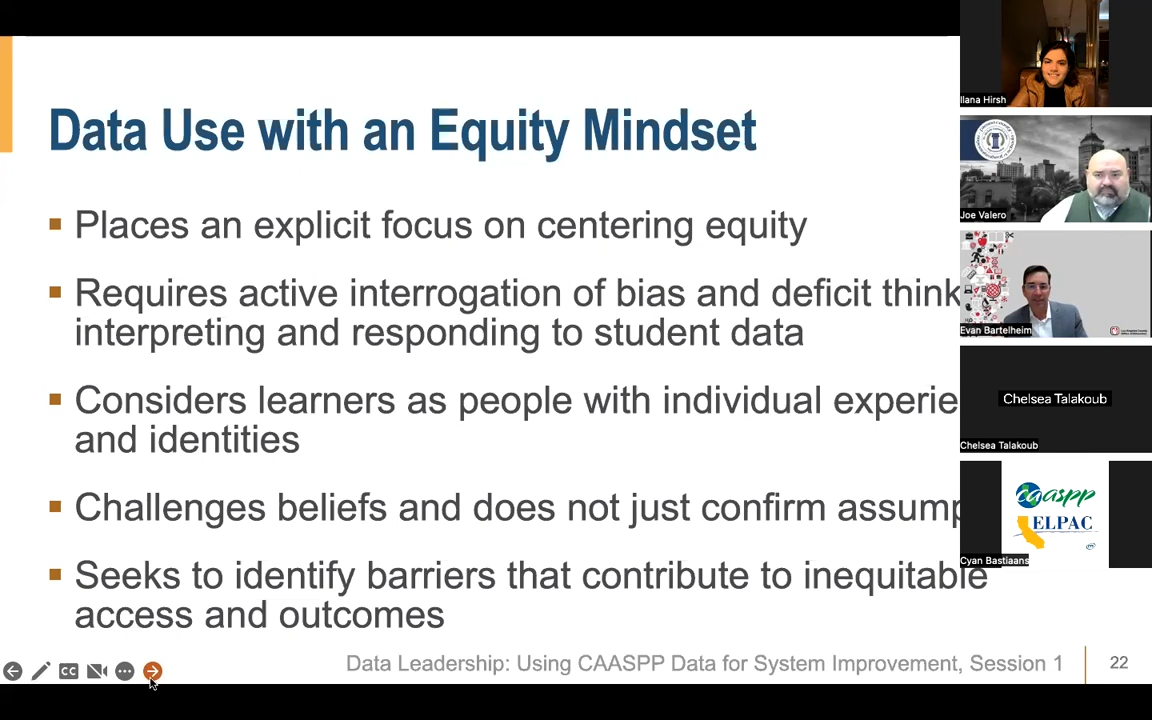 Data Use with an Equity Mindset
Places an explicit focus on centering equity
Requires active interrogation of bias and deficit think
interpreting and responding to student data
Considers learners as people with individual experie
and identities
Challenges beliefs and does not just confirm assump
Seeks to identify barriers that contribute to inequitable
access and outcomes
Data Leadership: Using CAASPP Data for System Improvement, Session 1
22
CC
Ilana Hirsh
Joe Valero
Evan Bartelheim
Chelsea Talakoub
Chelsea Talakoub
caaspp
ELPAC
Cyan Bastiaans